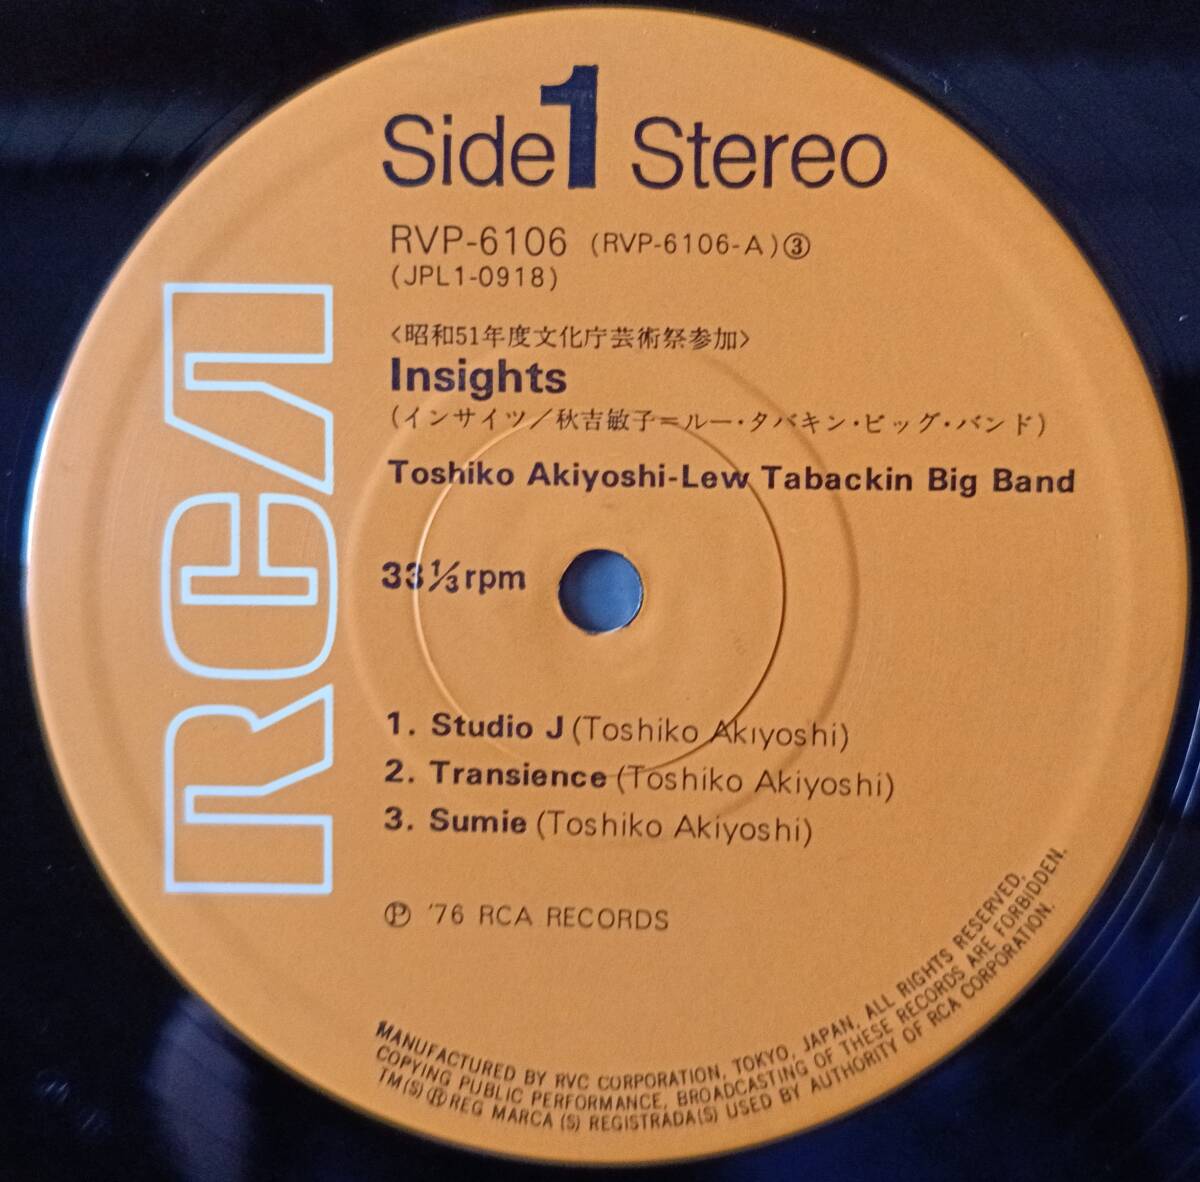 Side 1 Stereo
RVP-6106 (RVP-6106-A)③
(JPL1-0918)
〈昭和51年度文化庁芸術祭参加〉
Insights
(インサイツ／秋吉敏子=ルー・タバキン・ビッグ・バンド)
Toshiko Akiyoshi-Lew Tabackin Big Band
33 1/3 rpm
1. Studio J (Toshiko Akiyoshi)
2. Transience (Toshiko Akiyoshi)
3. Sumie (Toshiko Akiyoshi)
Ⓟ '76 RCA RECORDS
RCA
MANUFACTURED BY RVC CORPORATION, TOKYO, JAPAN, ALL RIGHTS RESERVED,
COPYING PUBLIC PERFORMANCE, BROADCASTING OF THESE RECORDS ARE FORBIDDEN.
TM(S) ® REG MARCA (S) REGISTRADA(S) USED BY AUTHORITY OF RCA CORPORATION.